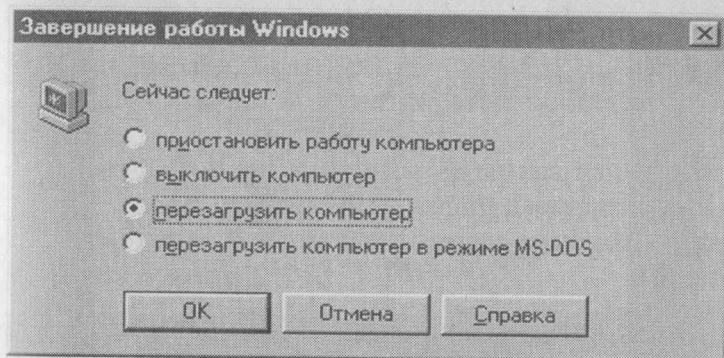 Завершение работы Windows
Сейчас следует:
приостановить работу компьютера
выключить компьютер
перезагрузить компьютер
перезагрузить компьютер в режиме MS-DOS
OK
Отмена
Справка